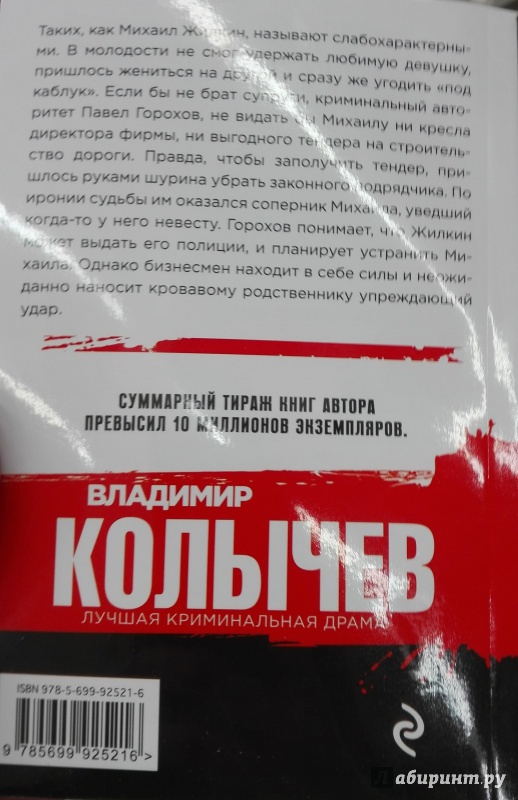 Таких, как Михаил Жилкин, называют слабохарактерны-
ми. В молодости не смог удержать любимую девушку,
пришлось жениться на другой и сразу же угодить «под
каблук». Если бы не брат супруги, криминальный авто-
ритет Павел Горохов, не видать бы Михаилу ни кресла
директора фирмы, ни выгодного тендера на строитель-
ство дороги. Правда, чтобы заполучить тендер, при-
шлось руками шурина убрать законного подрядчика. По
иронии судьбы им оказался соперник Михаила, уведший
когда-то у него невесту. Горохов понимает, что Жилкин
может выдать его полиции, и планирует устранить Ми-
хаила. Однако бизнесмен находит в себе силы и неожи-
данно наносит кровавому родственнику упреждающий
удар.
СУММАРНЫЙ ТИРАЖ КНИГ АВТОРА
ПРЕВЫСИЛ 10 МИЛЛИОНОВ ЭКЗЕМПЛЯРОВ.
ВЛАДИМИР
КОЛЫЧЕВ
ЛУЧШАЯ КРИМИНАЛЬНАЯ ДРАМА
ISBN 978-5-699-92521-6
9 785699 925216 >
Лабиринт.ру